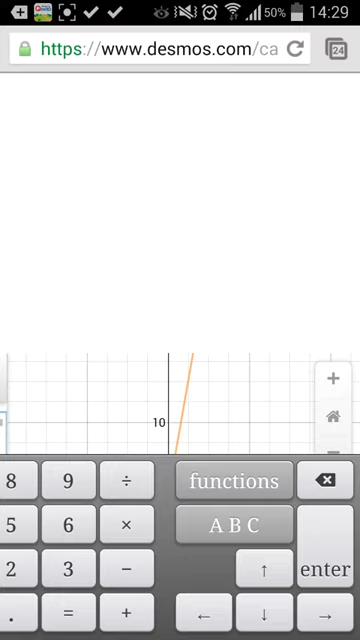 50% 14:29
https://www.desmos.com/ca
24
+
10
8 9 ÷ functions
5 6 × A B C
2 3 − ↑ enter
. = + ← ↓ →